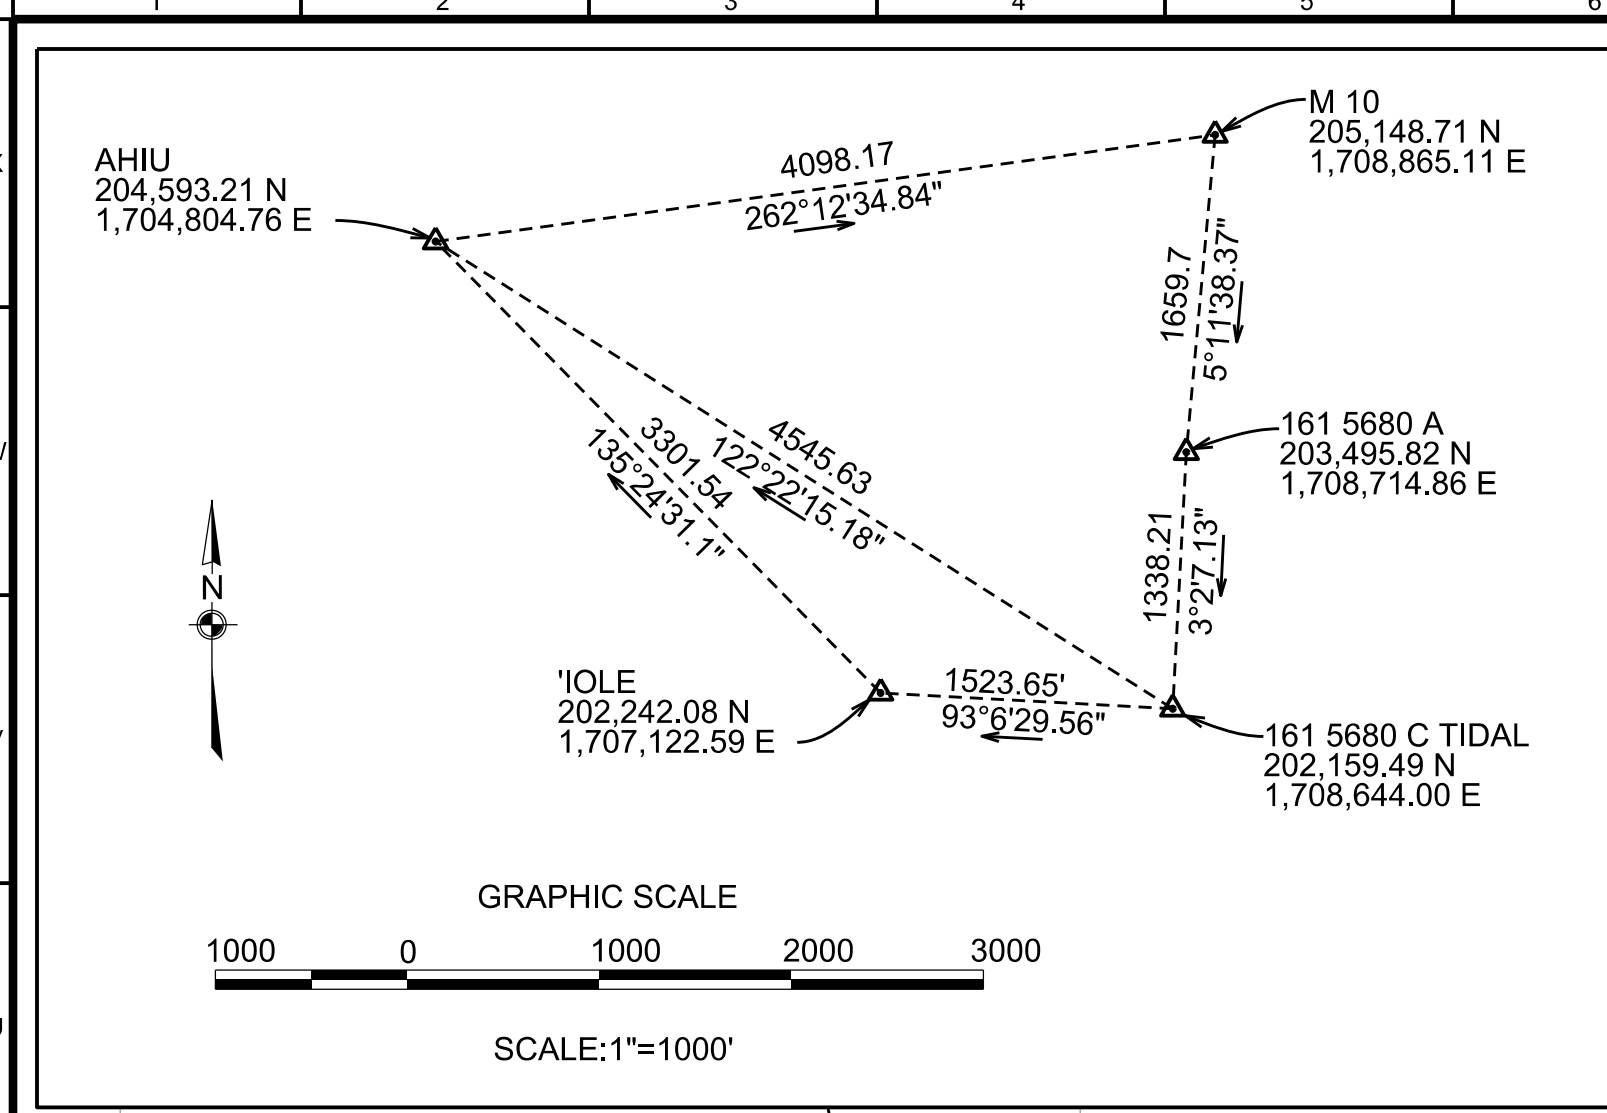 1
2
3
4
5
6
M 10
205,148.71 N
1,708,865.11 E
AHIU
204,593.21 N
1,704,804.76 E
4098.17
262°12'34.84"
1659.7
5°11'38.37"
161 5680 A
203,495.82 N
1,708,714.86 E
3301.54
135°24'31.1"
4545.63
122°22'15.18"
1338.21
3°2'7.13"
N
'IOLE
202,242.08 N
1,707,122.59 E
1523.65'
93°6'29.56"
161 5680 C TIDAL
202,159.49 N
1,708,644.00 E
GRAPHIC SCALE
1000 0 1000 2000 3000
SCALE:1"=1000'